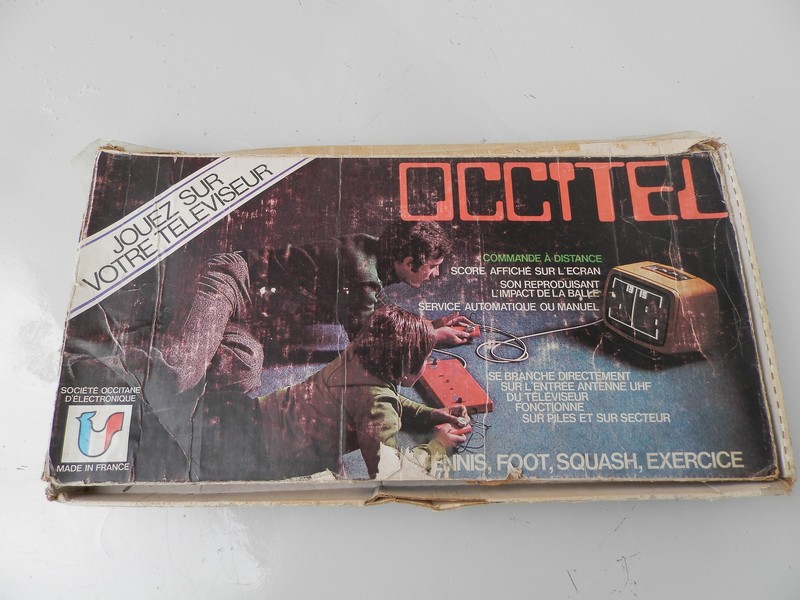 JOUEZ SUR
VOTRE TÉLÉVISEUR
OCCITEL
COMMANDE À DISTANCE
SCORE AFFICHÉ SUR L'ECRAN
SON REPRODUISANT
L'IMPACT DE LA BALLE
SERVICE AUTOMATIQUE OU MANUEL
SE BRANCHE DIRECTEMENT
SUR L'ENTRÉE ANTENNE UHF
DU TÉLÉVISEUR
FONCTIONNE
SUR PILES ET SUR SECTEUR
SOCIÉTÉ OCCITANE
D'ÉLECTRONIQUE
MADE IN FRANCE
ENNIS, FOOT, SQUASH, EXERCICE